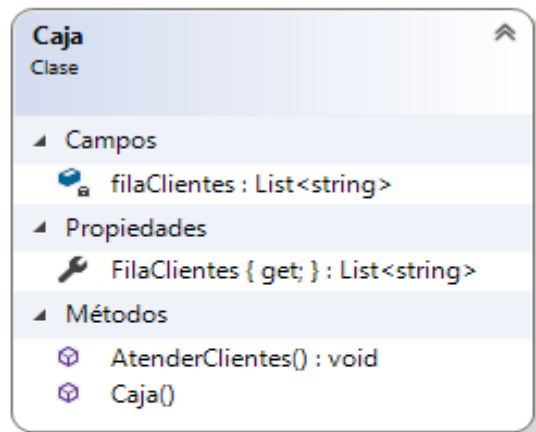 Caja
Clase
Campos
filaClientes : List<string>
Propiedades
FilaClientes { get; } : List<string>
Métodos
AtenderClientes() : void
Caja()